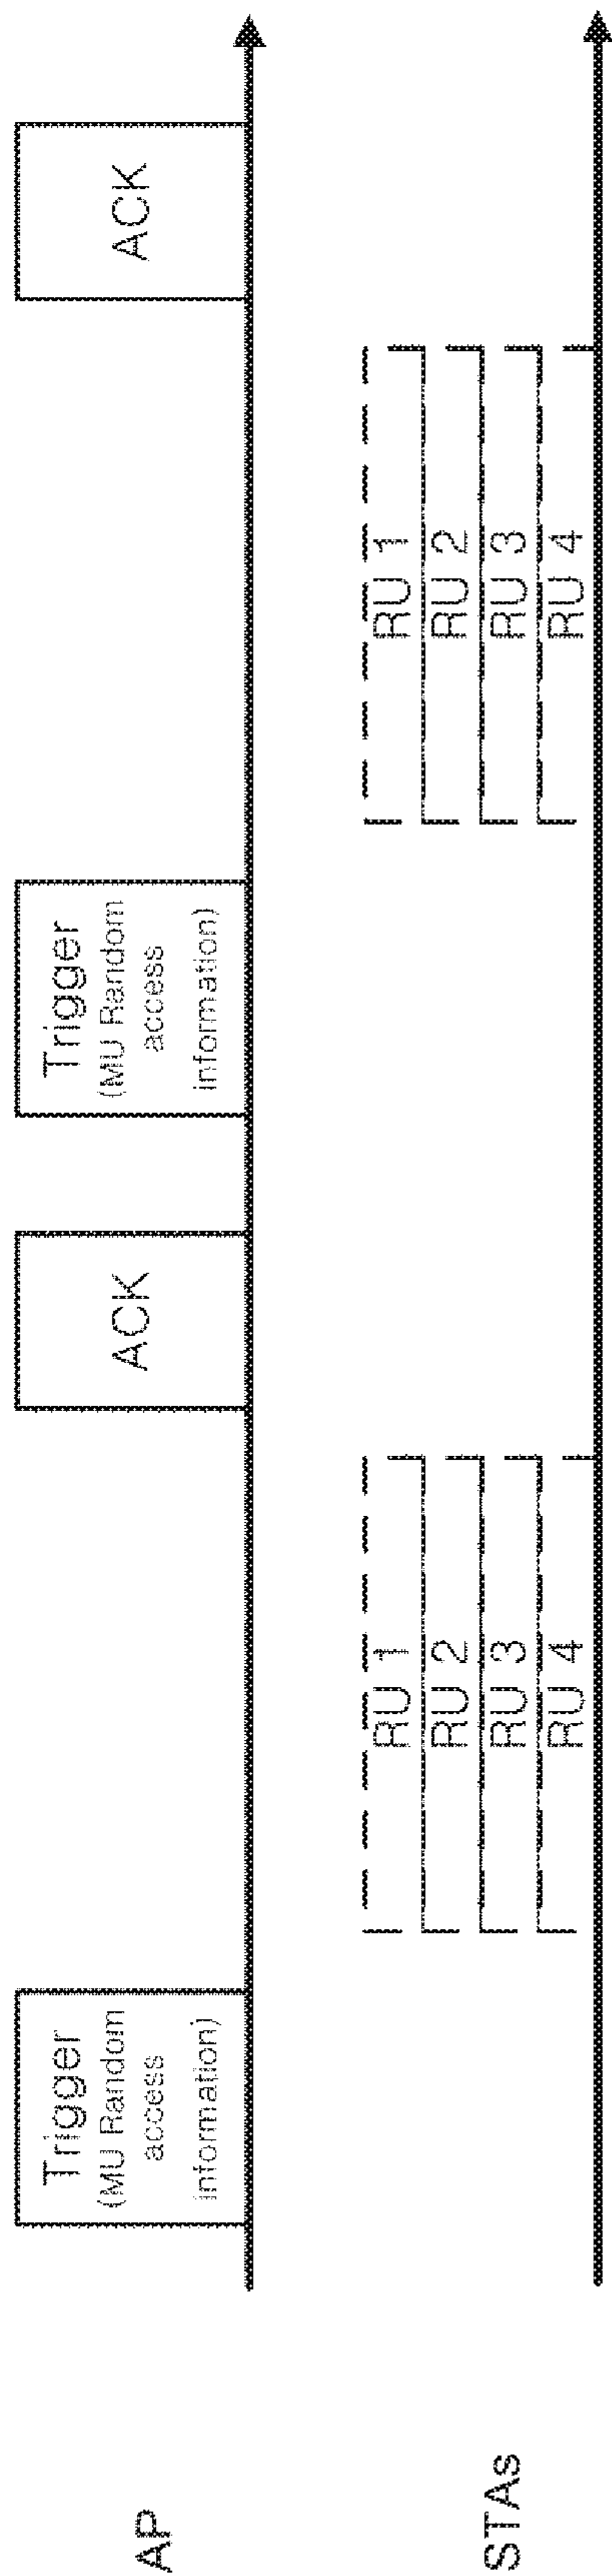 AP
Trigger
(MU Random
access
information)
ACK
Trigger
(MU Random
access
information)
ACK
STAs
RU 1
RU 2
RU 3
RU 4
RU 1
RU 2
RU 3
RU 4